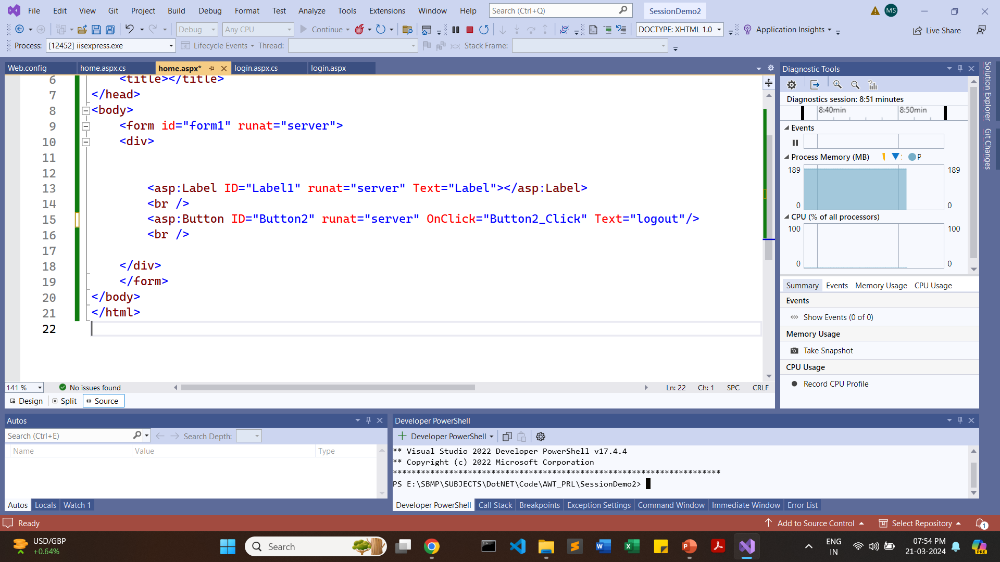 File Edit View Git Project Build Debug Format Test Analyze Tools Extensions Window Help Search (Ctrl+Q) SessionDemo2 MS
Debug Any CPU Continue DOCTYPE: XHTML 1.0 Application Insights Live Share
Process: [12452] iisexpress.exe Lifecycle Events Thread: Stack Frame:
Web.config home.aspx.cs home.aspx* login.aspx.cs login.aspx
6 <title></title>
7 </head>
8 <body>
9 <form id="form1" runat="server">
10 <div>
11
12
13 <asp:Label ID="Label1" runat="server" Text="Label"></asp:Label>
14 <br />
15 <asp:Button ID="Button2" runat="server" OnClick="Button2_Click" Text="logout"/>
16 <br />
17
18 </div>
19 </form>
20 </body>
21 </html>
22
141 % No issues found Ln: 22 Ch: 1 SPC CRLF
Design Split Source
Diagnostic Tools
Diagnostics session: 8:51 minutes
8:40min 8:50min
Events
Process Memory (MB) P
189 189
0 0
CPU (% of all processors)
100 100
0 0
Summary Events Memory Usage CPU Usage
Events
Show Events (0 of 0)
Memory Usage
Take Snapshot
CPU Usage
Record CPU Profile
Solution Explorer
Git Changes
Autos
Search (Ctrl+E) Search Depth:
Name Value Type
Autos Locals Watch 1
Developer PowerShell
Developer PowerShell
** Visual Studio 2022 Developer PowerShell v17.4.4
** Copyright (c) 2022 Microsoft Corporation
**********************************************************************
PS E:\SBMP\SUBJECTS\DotNET\Code\AWT_PRL\SessionDemo2>
Developer PowerShell Call Stack Breakpoints Exception Settings Command Window Immediate Window Error List
Ready Add to Source Control Select Repository 1
USD/GBP
+0.64%
Search
ENG
IN
07:54 PM
21-03-2024
PRE